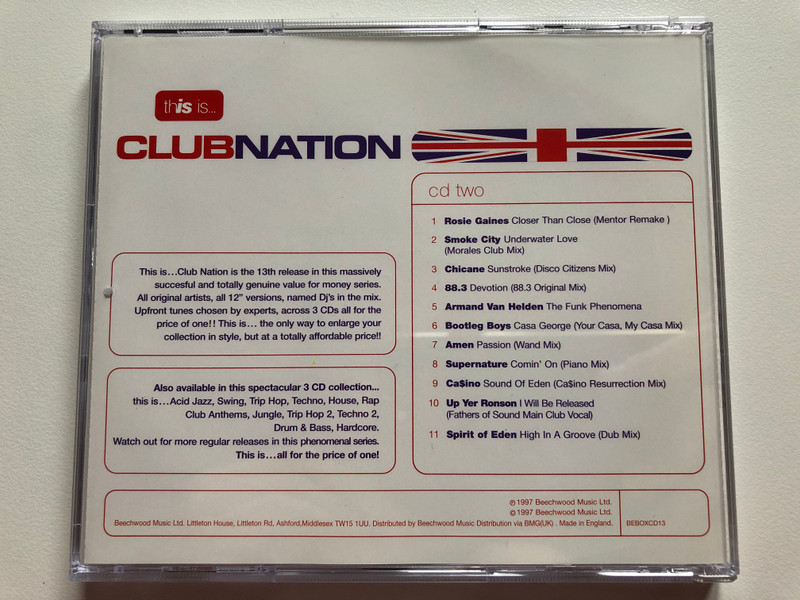 this is...
CLUBNATION
cd two
1 Rosie Gaines Closer Than Close (Mentor Remake )
2 Smoke City Underwater Love
(Morales Club Mix)
3 Chicane Sunstroke (Disco Citizens Mix)
4 88.3 Devotion (88.3 Original Mix)
5 Armand Van Helden The Funk Phenomena
6 Bootleg Boys Casa George (Your Casa, My Casa Mix)
7 Amen Passion (Wand Mix)
8 Supernature Comin' On (Piano Mix)
9 Ca$ino Sound Of Eden (Ca$ino Resurrection Mix)
10 Up Yer Ronson I Will Be Released
(Fathers of Sound Main Club Vocal)
11 Spirit of Eden High In A Groove (Dub Mix)
This is...Club Nation is the 13th release in this massively
succesful and totally genuine value for money series.
All original artists, all 12" versions, named Dj's in the mix.
Upfront tunes chosen by experts, across 3 CDs all for the
price of one!! This is... the only way to enlarge your
collection in style, but at a totally affordable price!!
Also available in this spectacular 3 CD collection...
this is...Acid Jazz, Swing, Trip Hop, Techno, House, Rap
Club Anthems, Jungle, Trip Hop 2, Techno 2,
Drum & Bass, Hardcore.
Watch out for more regular releases in this phenomenal series.
This is...all for the price of one!
℗ 1997 Beechwood Music Ltd.
© 1997 Beechwood Music Ltd.
Beechwood Music Ltd. Littleton House, Littleton Rd, Ashford,Middlesex TW15 1UU. Distributed by Beechwood Music Distribution via BMG(UK) . Made in England.
BEBOXCD13